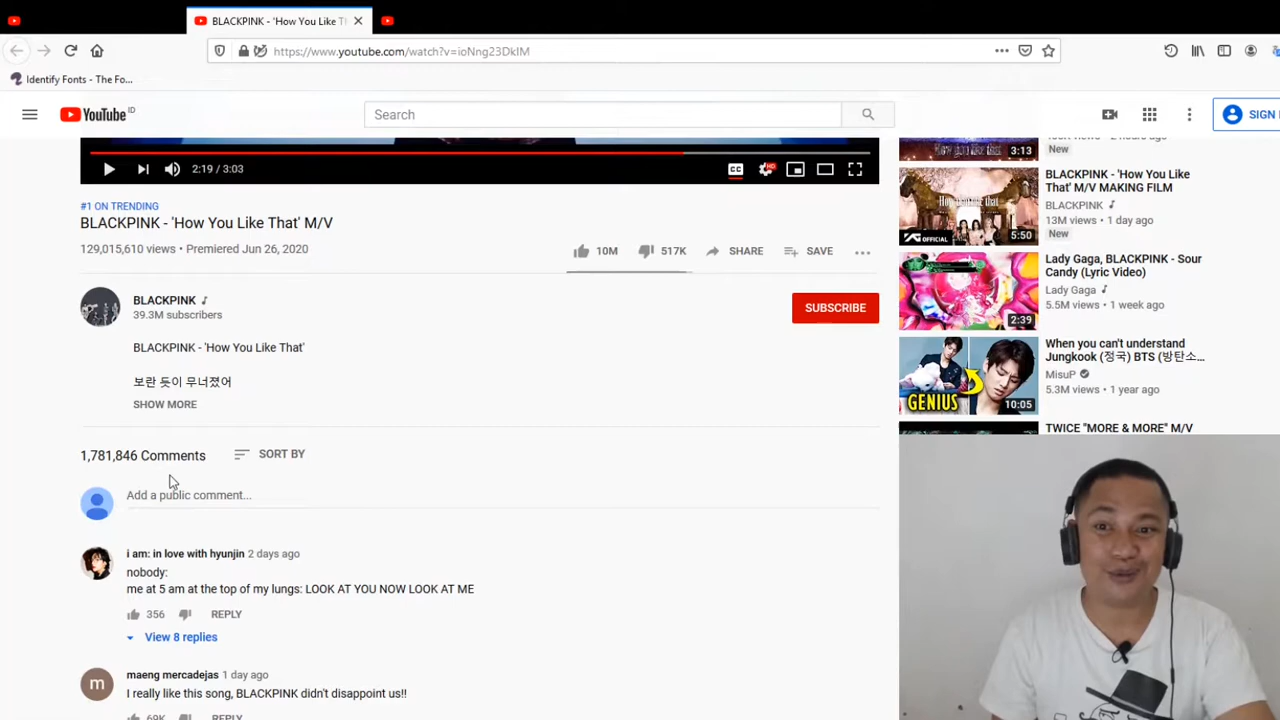 BLACKPINK - 'How You Like T
https://www.youtube.com/watch?v=ioNng23DkIM
Identify Fonts - The Fo...
YouTube ID
Search
SIGN
2:19 / 3:03
CC
HD
#1 ON TRENDING
BLACKPINK - 'How You Like That' M/V
129,015,610 views • Premiered Jun 26, 2020
10M
517K
SHARE
SAVE
BLACKPINK
39.3M subscribers
SUBSCRIBE
BLACKPINK - 'How You Like That'
보란 듯이 무너졌어
SHOW MORE
1,781,846 Comments
SORT BY
Add a public comment...
i am: in love with hyunjin 2 days ago
nobody:
me at 5 am at the top of my lungs: LOOK AT YOU NOW LOOK AT ME
356
REPLY
View 8 replies
m
maeng mercadejas 1 day ago
I really like this song, BLACKPINK didn't disappoint us!!
69K
REPLY
3:13
New
BLACKPINK - 'How You Like
That' M/V MAKING FILM
BLACKPINK
13M views • 1 day ago
New
YG OFFICIAL
5:50
Lady Gaga, BLACKPINK - Sour
Candy (Lyric Video)
Lady Gaga
5.5M views • 1 week ago
2:39
When you can't understand
Jungkook (정국) BTS (방탄소...
MisuP
5.3M views • 1 year ago
GENIUS
10:05
TWICE "MORE & MORE" M/V